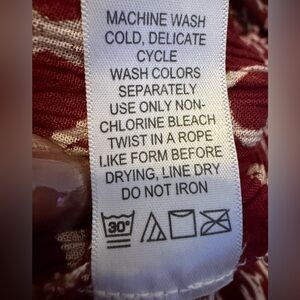 MACHINE WASH
COLD, DELICATE
CYCLE
WASH COLORS
SEPARATELY
USE ONLY NON-
CHLORINE BLEACH
TWIST IN A ROPE
LIKE FORM BEFORE
DRYING, LINE DRY
DO NOT IRON
30°